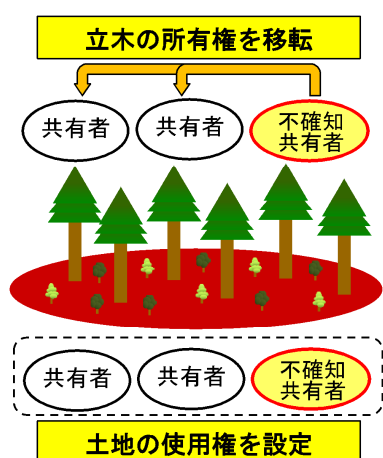 立木の所有権を移転
共有者
共有者
不確知
共有者
共有者
共有者
不確知
共有者
土地の使用権を設定